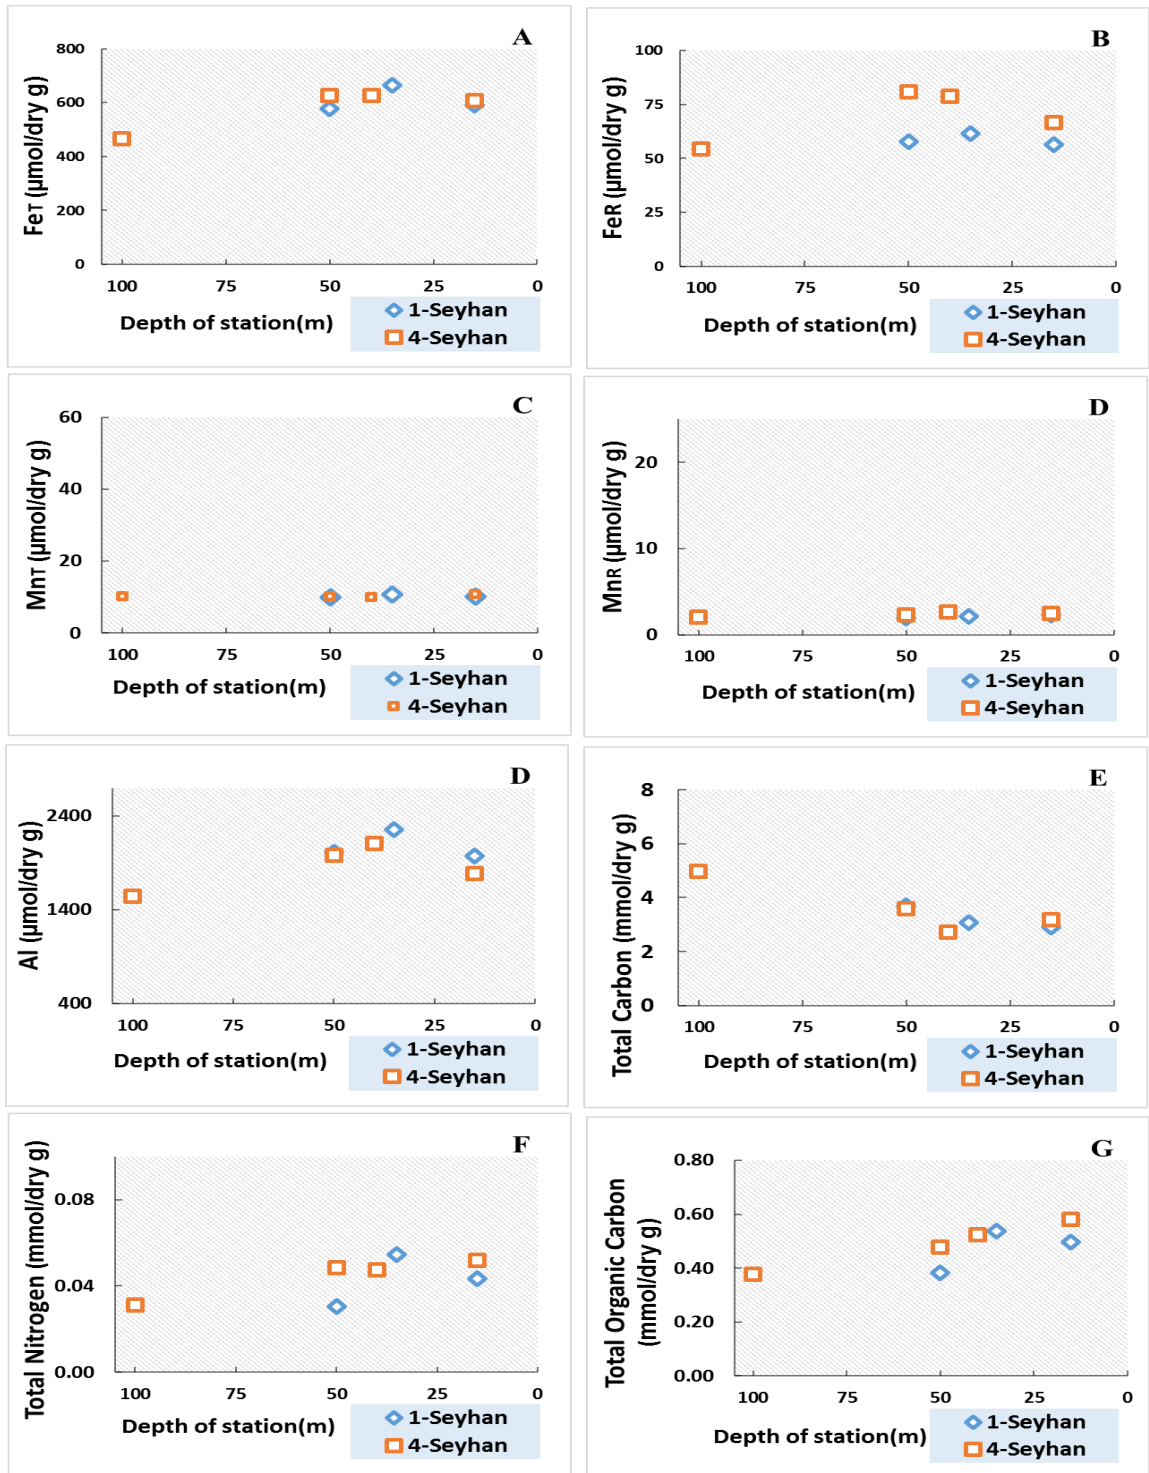 A
FeT (µmol/dry g)
800
600
400
200
0
100 75 50 25 0
Depth of station(m)
1-Seyhan
4-Seyhan
B
FeR (µmol/dry g)
100
75
50
25
0
100 75 50 25 0
Depth of station(m)
1-Seyhan
4-Seyhan
C
MnT (µmol/dry g)
60
40
20
0
100 75 50 25 0
Depth of station(m)
1-Seyhan
4-Seyhan
D
MnR (µmol/dry g)
20
10
0
100 75 50 25 0
Depth of station(m)
1-Seyhan
4-Seyhan
D
Al (µmol/dry g)
2400
1400
400
100 75 50 25 0
Depth of station(m)
1-Seyhan
4-Seyhan
E
Total Carbon (mmol/dry g)
8
6
4
2
0
100 75 50 25 0
Depth of station(m)
1-Seyhan
4-Seyhan
F
Total Nitrogen (mmol/dry g)
0.08
0.04
0.00
100 75 50 25 0
Depth of station(m)
1-Seyhan
4-Seyhan
G
Total Organic Carbon
(mmol/dry g)
0.80
0.60
0.40
0.20
0.00
100 75 50 25 0
Depth of station(m)
1-Seyhan
4-Seyhan